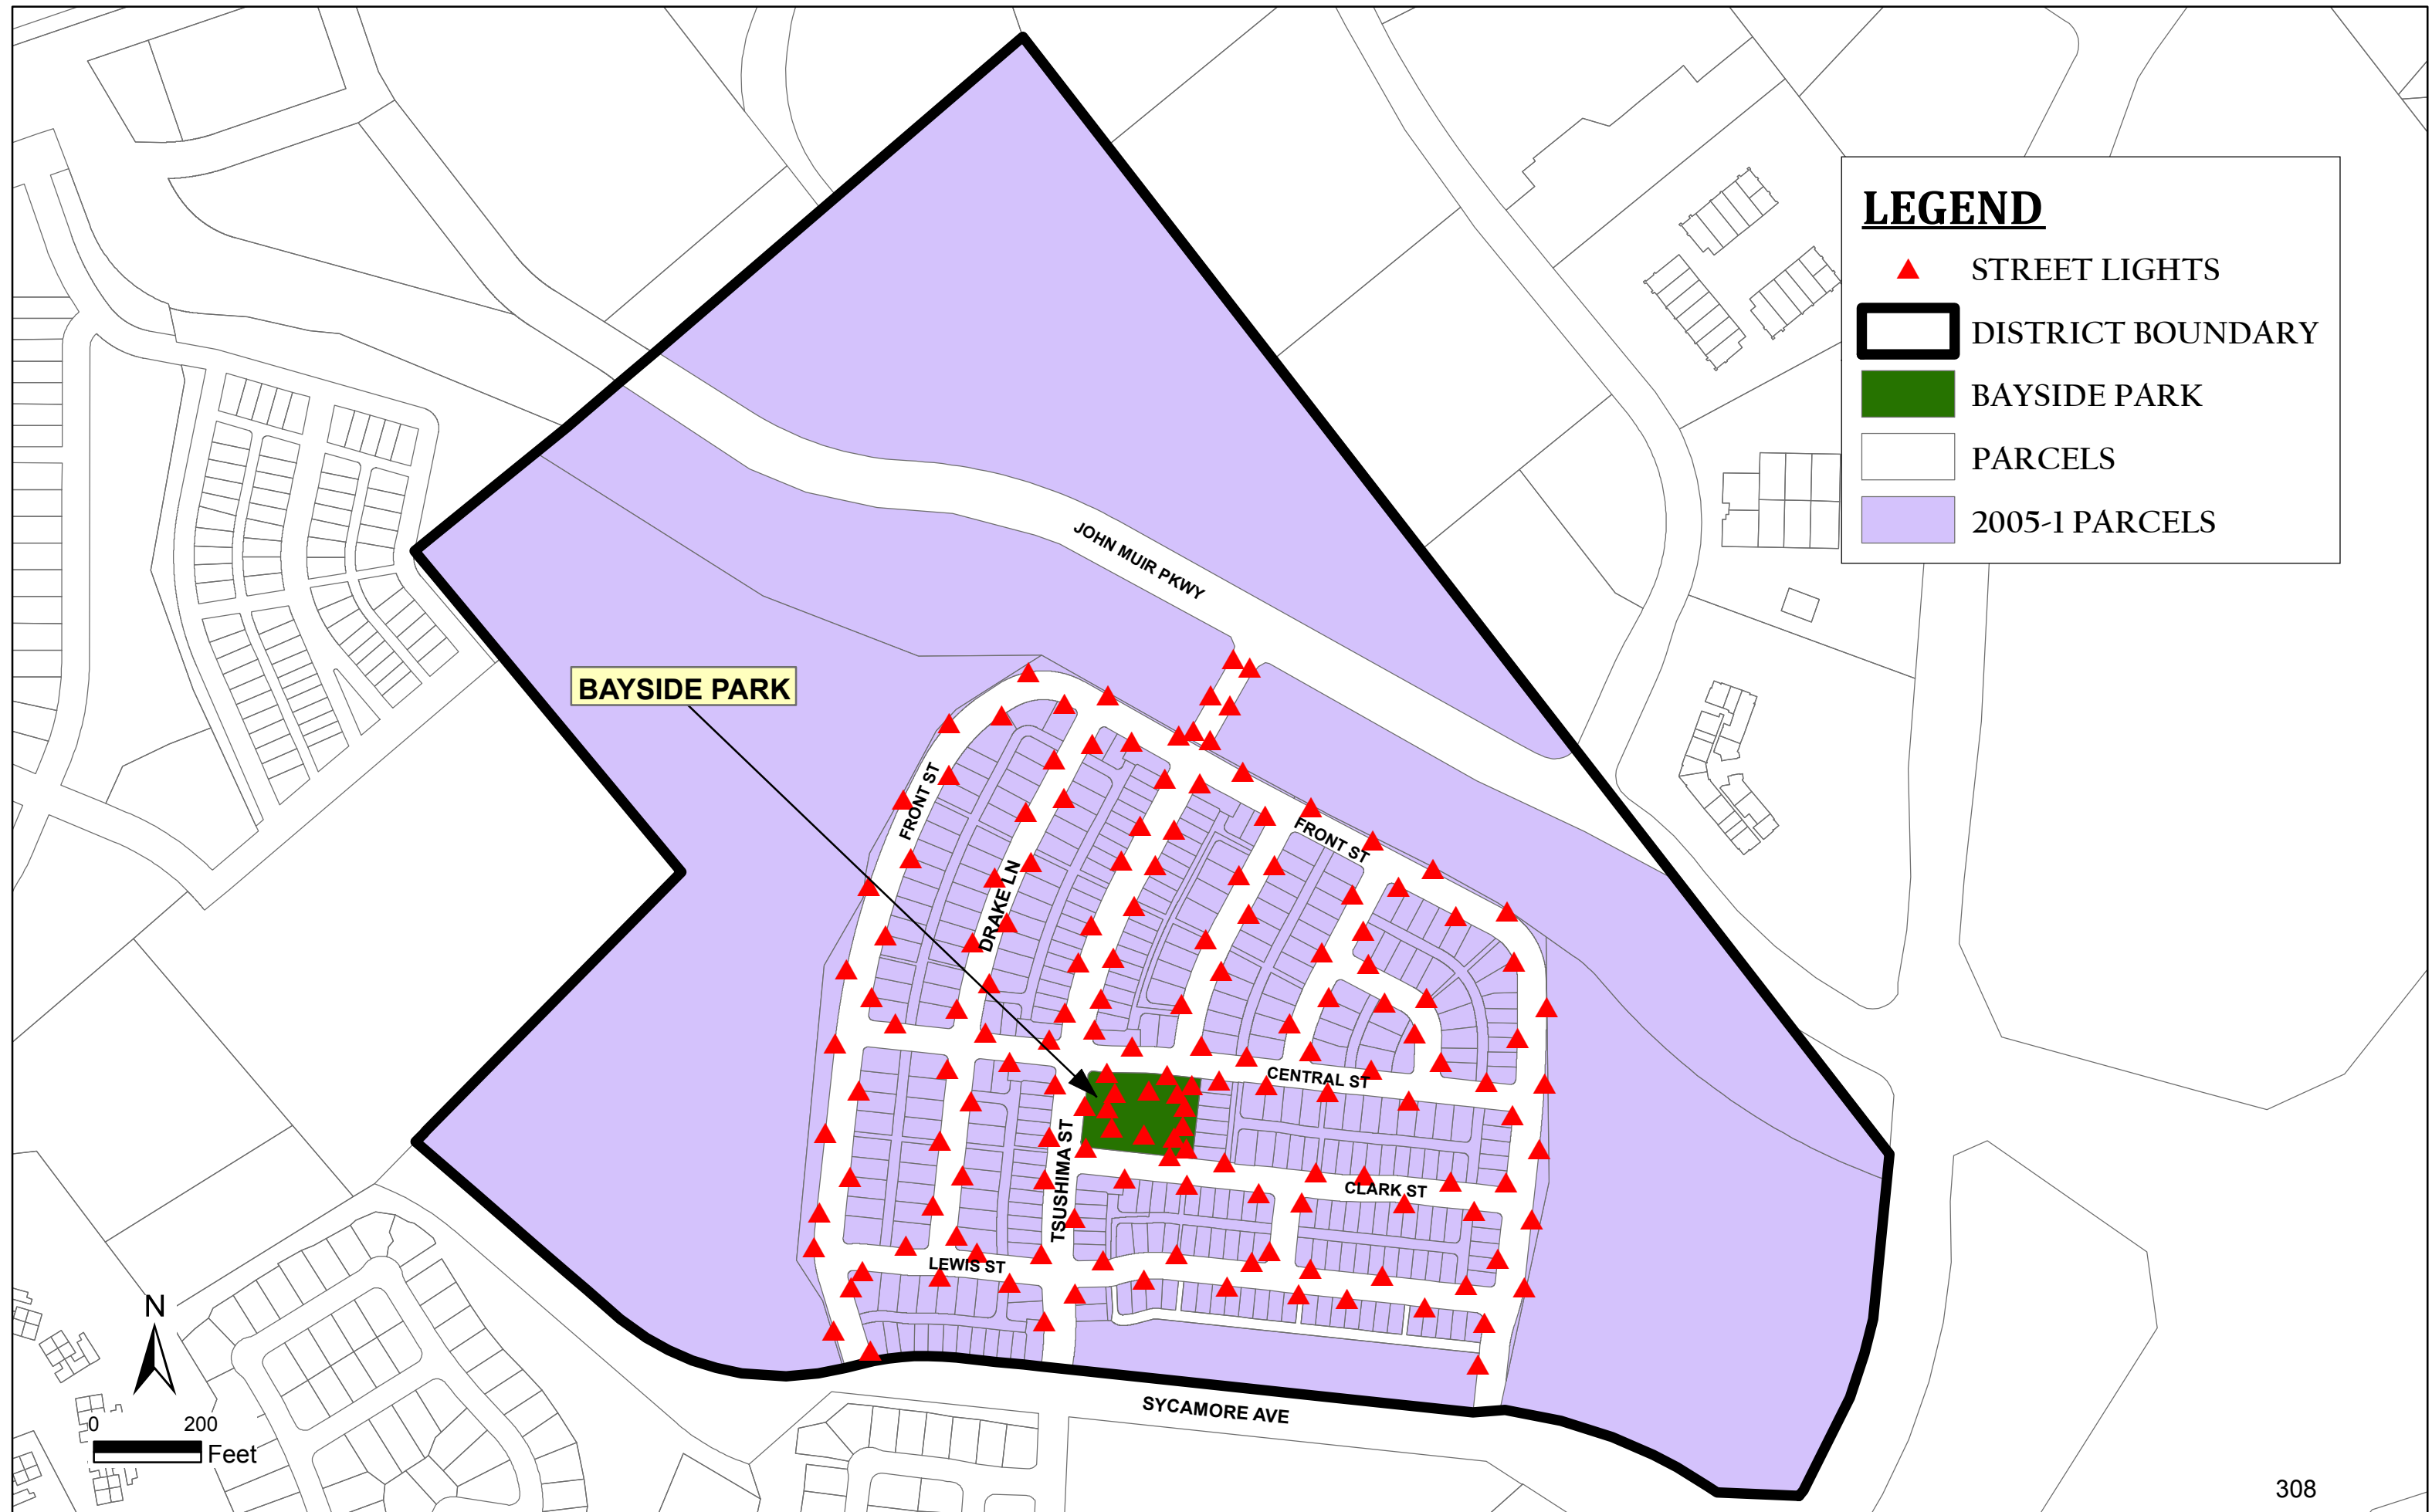 LEGEND
STREET LIGHTS
DISTRICT BOUNDARY
BAYSIDE PARK
PARCELS
2005-1 PARCELS
JOHN MUIR PKWY
BAYSIDE PARK
FRONT ST
FRONT ST
DRAKE LN
CENTRAL ST
TSUSHIMA ST
CLARK ST
LEWIS ST
SYCAMORE AVE
N
0 200
Feet
308